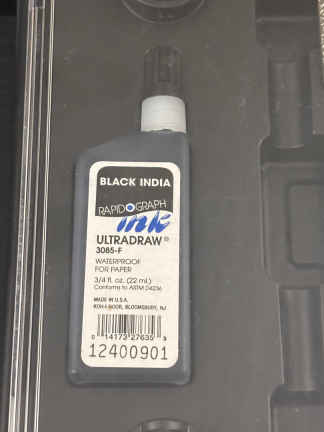 BLACK INDIA
RAPIDOGRAPH
ink
ULTRADRAW®
3085-F
WATERPROOF
FOR PAPER
3/4 fl. oz. (22 mL)
Conforms to ASTM D4236
MADE IN U.S.A.
KOH-I-NOOR, BLOOMSBURY, NJ
0 14173 27635 8
12400901